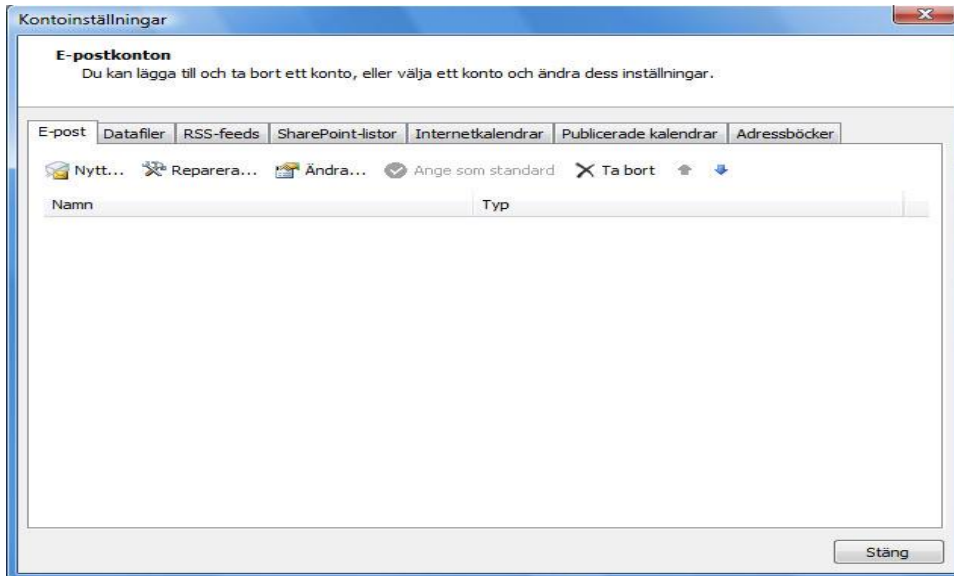 Kontoinställningar
E-postkonton
Du kan lägga till och ta bort ett konto, eller välja ett konto och ändra dess inställningar.
E-post Datafiler RSS-feeds SharePoint-listor Internetkalendrar Publicerade kalendrar Adressböcker
Nytt... Reparera... Ändra... Ange som standard Ta bort
Namn Typ
Stäng